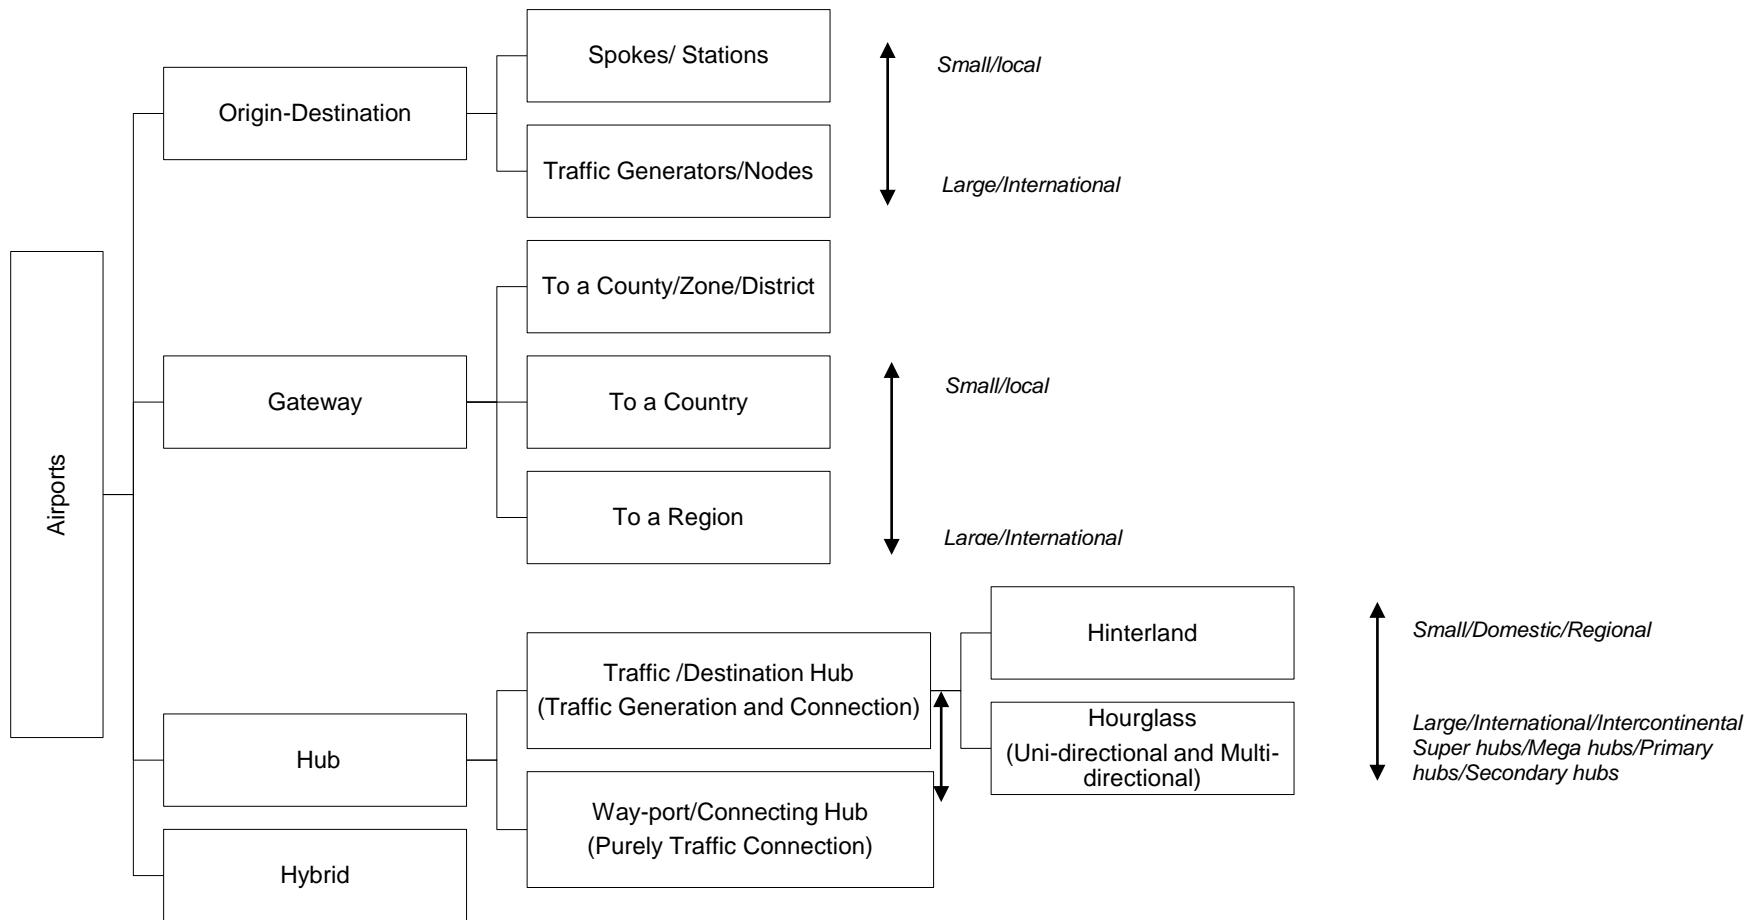 Spokes/ Stations
Small/local
Origin-Destination
Traffic Generators/Nodes
Large/International
To a County/Zone/District
Gateway
To a Country
Small/local
Airports
To a Region
Large/International
Hinterland
Small/Domestic/Regional
Traffic /Destination Hub
(Traffic Generation and Connection)
Hourglass
(Uni-directional and Multi-
directional)
Large/International/Intercontinental
Super hubs/Mega hubs/Primary
hubs/Secondary hubs
Hub
Way-port/Connecting Hub
(Purely Traffic Connection)
Hybrid